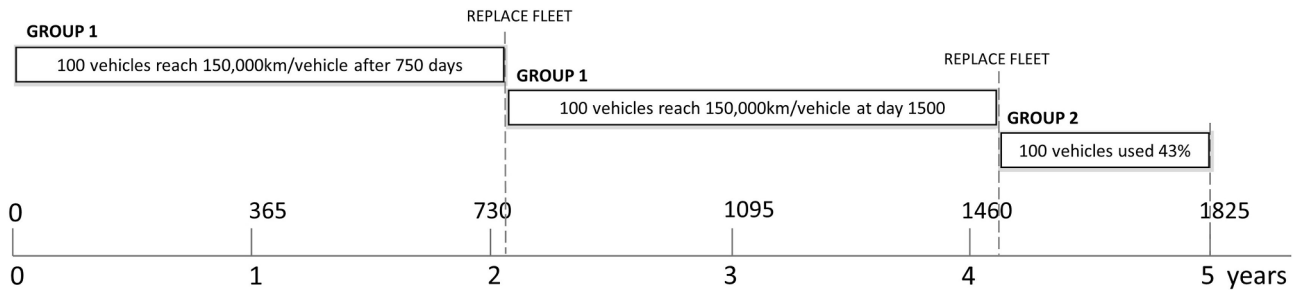 REPLACE FLEET
GROUP 1
100 vehicles reach 150,000km/vehicle after 750 days
REPLACE FLEET
GROUP 1
100 vehicles reach 150,000km/vehicle at day 1500
GROUP 2
100 vehicles used 43%
0 365 730 1095 1460 1825
0 1 2 3 4 5 years